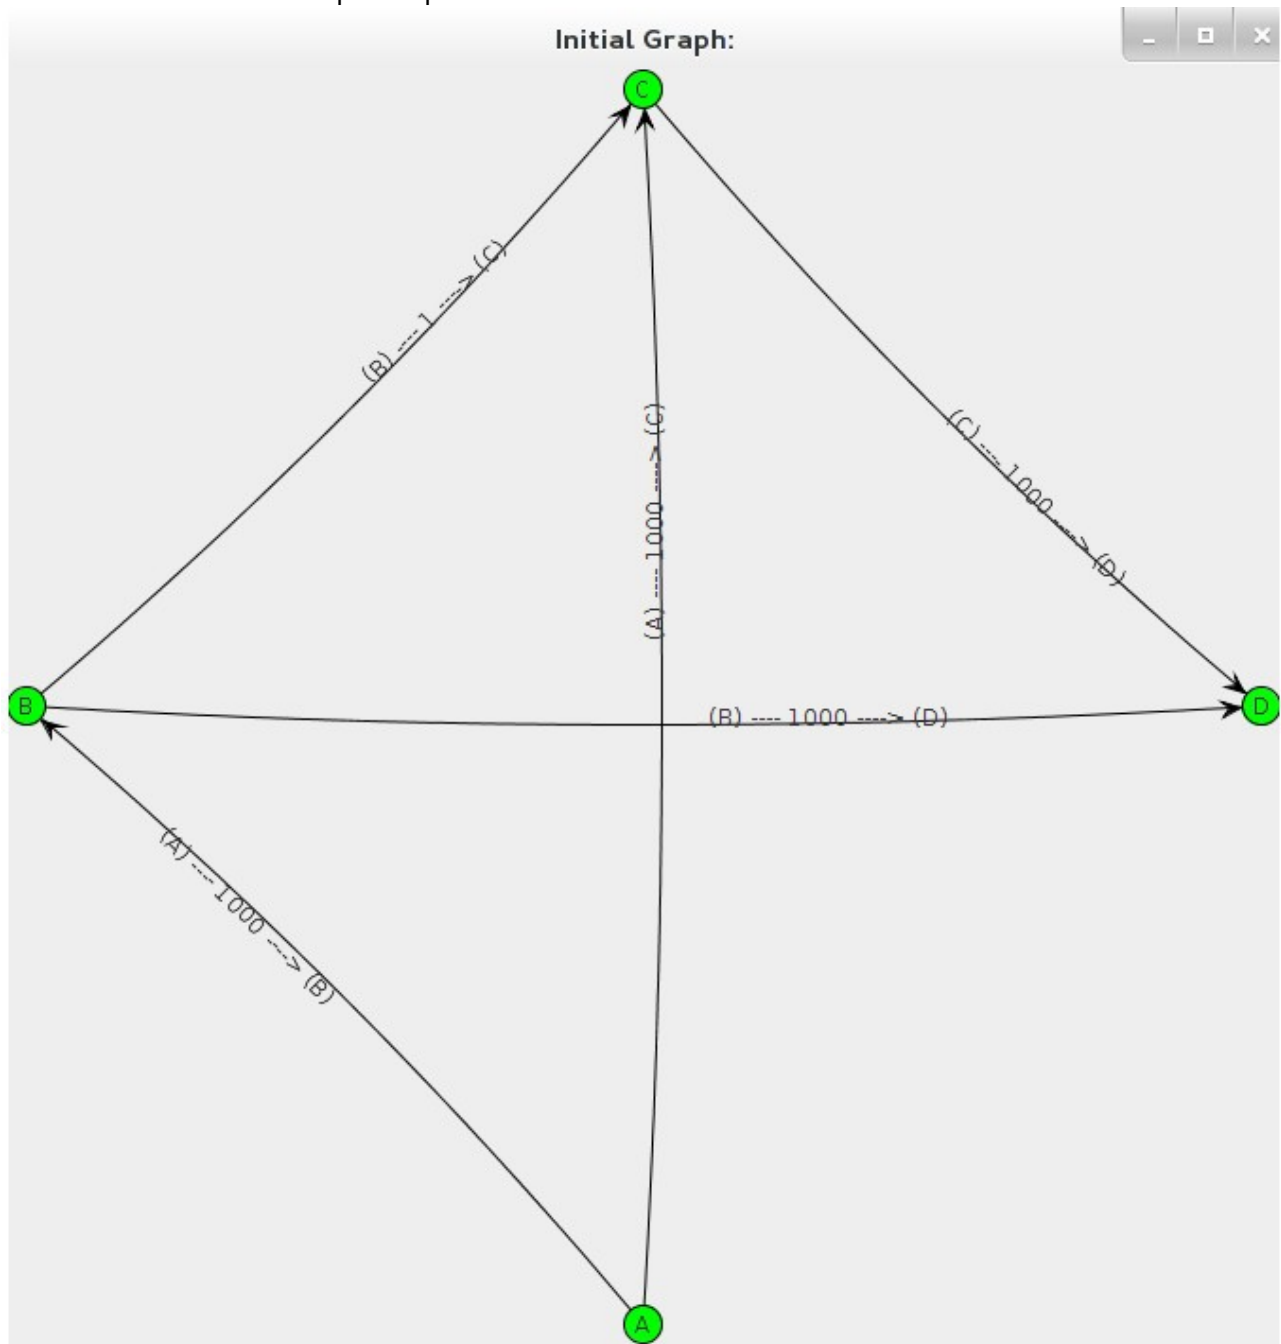 Initial Graph:
C
(B) ---- 1 ----> (C)
(A) ---- 1000 ----> (C)
(C) ---- 1000 ----> (D)
B
(B) ---- 1000 ----> (D)
D
(A) ---- 1000 ----> (B)
A